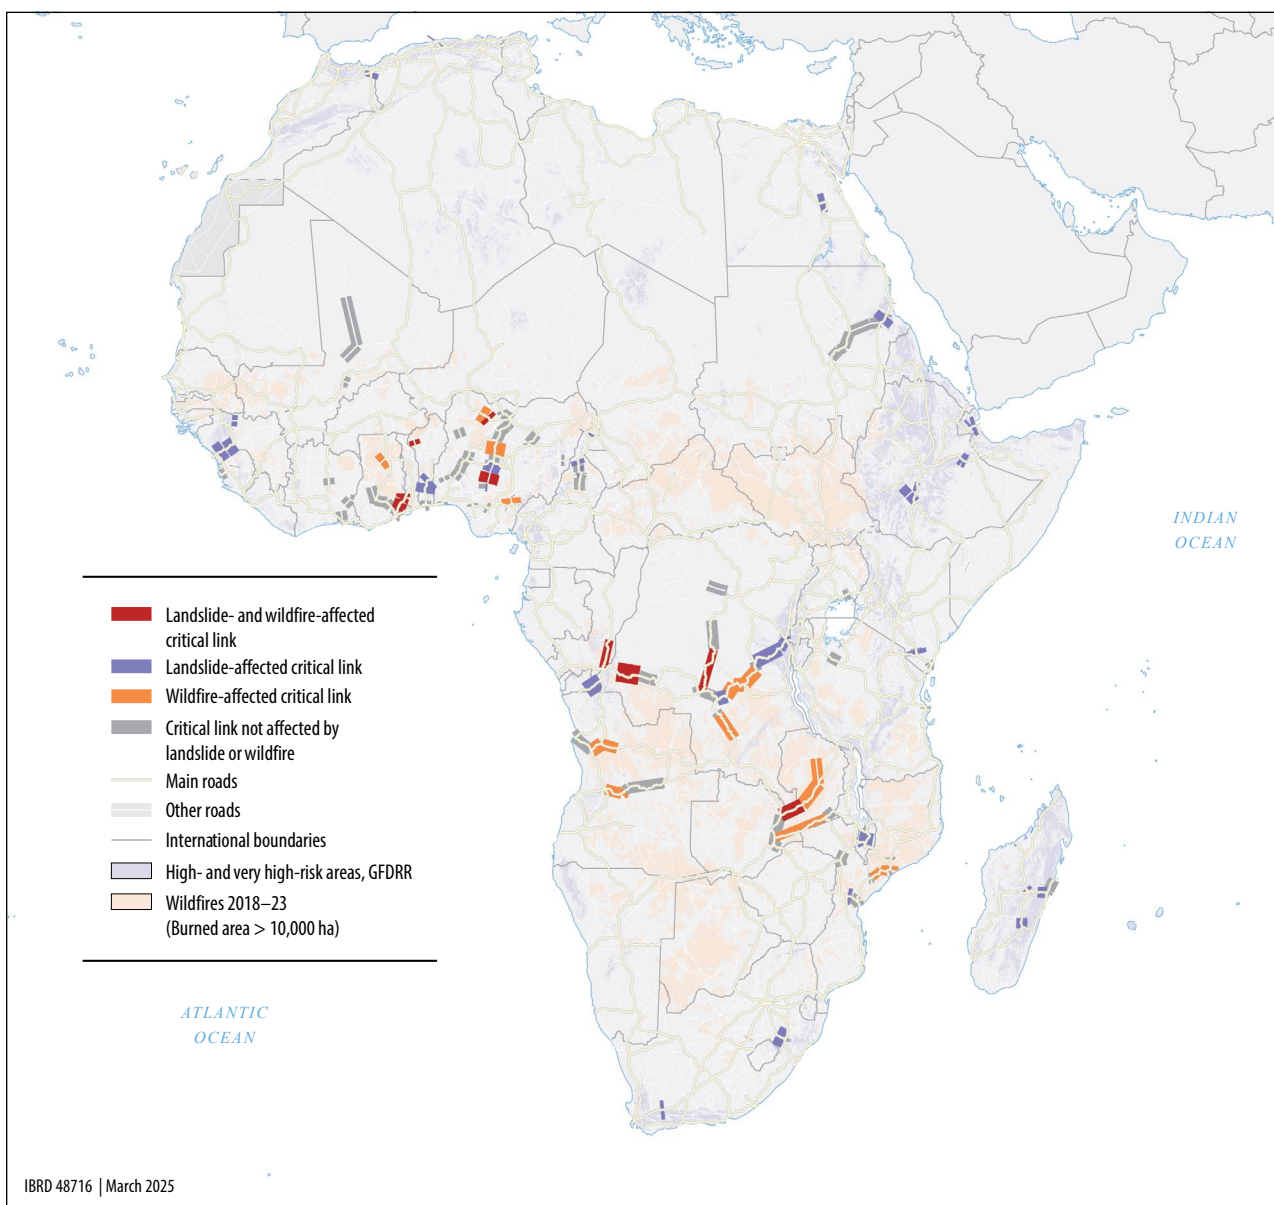 INDIAN
OCEAN
Landslide- and wildfire-affected
critical link
Landslide-affected critical link
Wildfire-affected critical link
Critical link not affected by
landslide or wildfire
Main roads
Other roads
International boundaries
High- and very high-risk areas, GFDRR
Wildfires 2018–23
(Burned area > 10,000 ha)
ATLANTIC
OCEAN
IBRD 48716 | March 2025